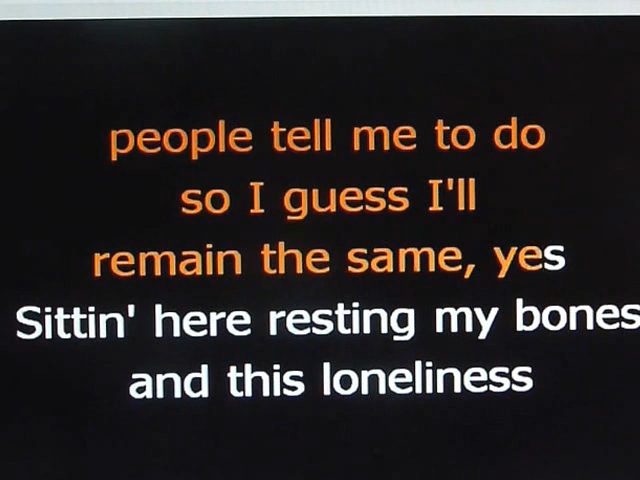 people tell me to do
so I guess I'll
remain the same, yes
Sittin' here resting my bones
and this loneliness